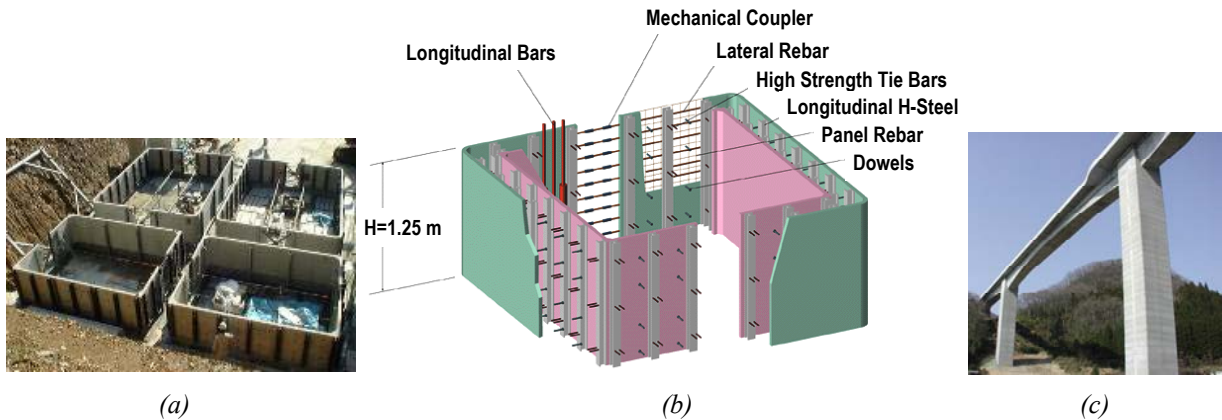 Mechanical Coupler
Longitudinal Bars
Lateral Rebar
High Strength Tie Bars
Longitudinal H-Steel
Panel Rebar
Dowels
H=1.25 m
(a)
(b)
(c)